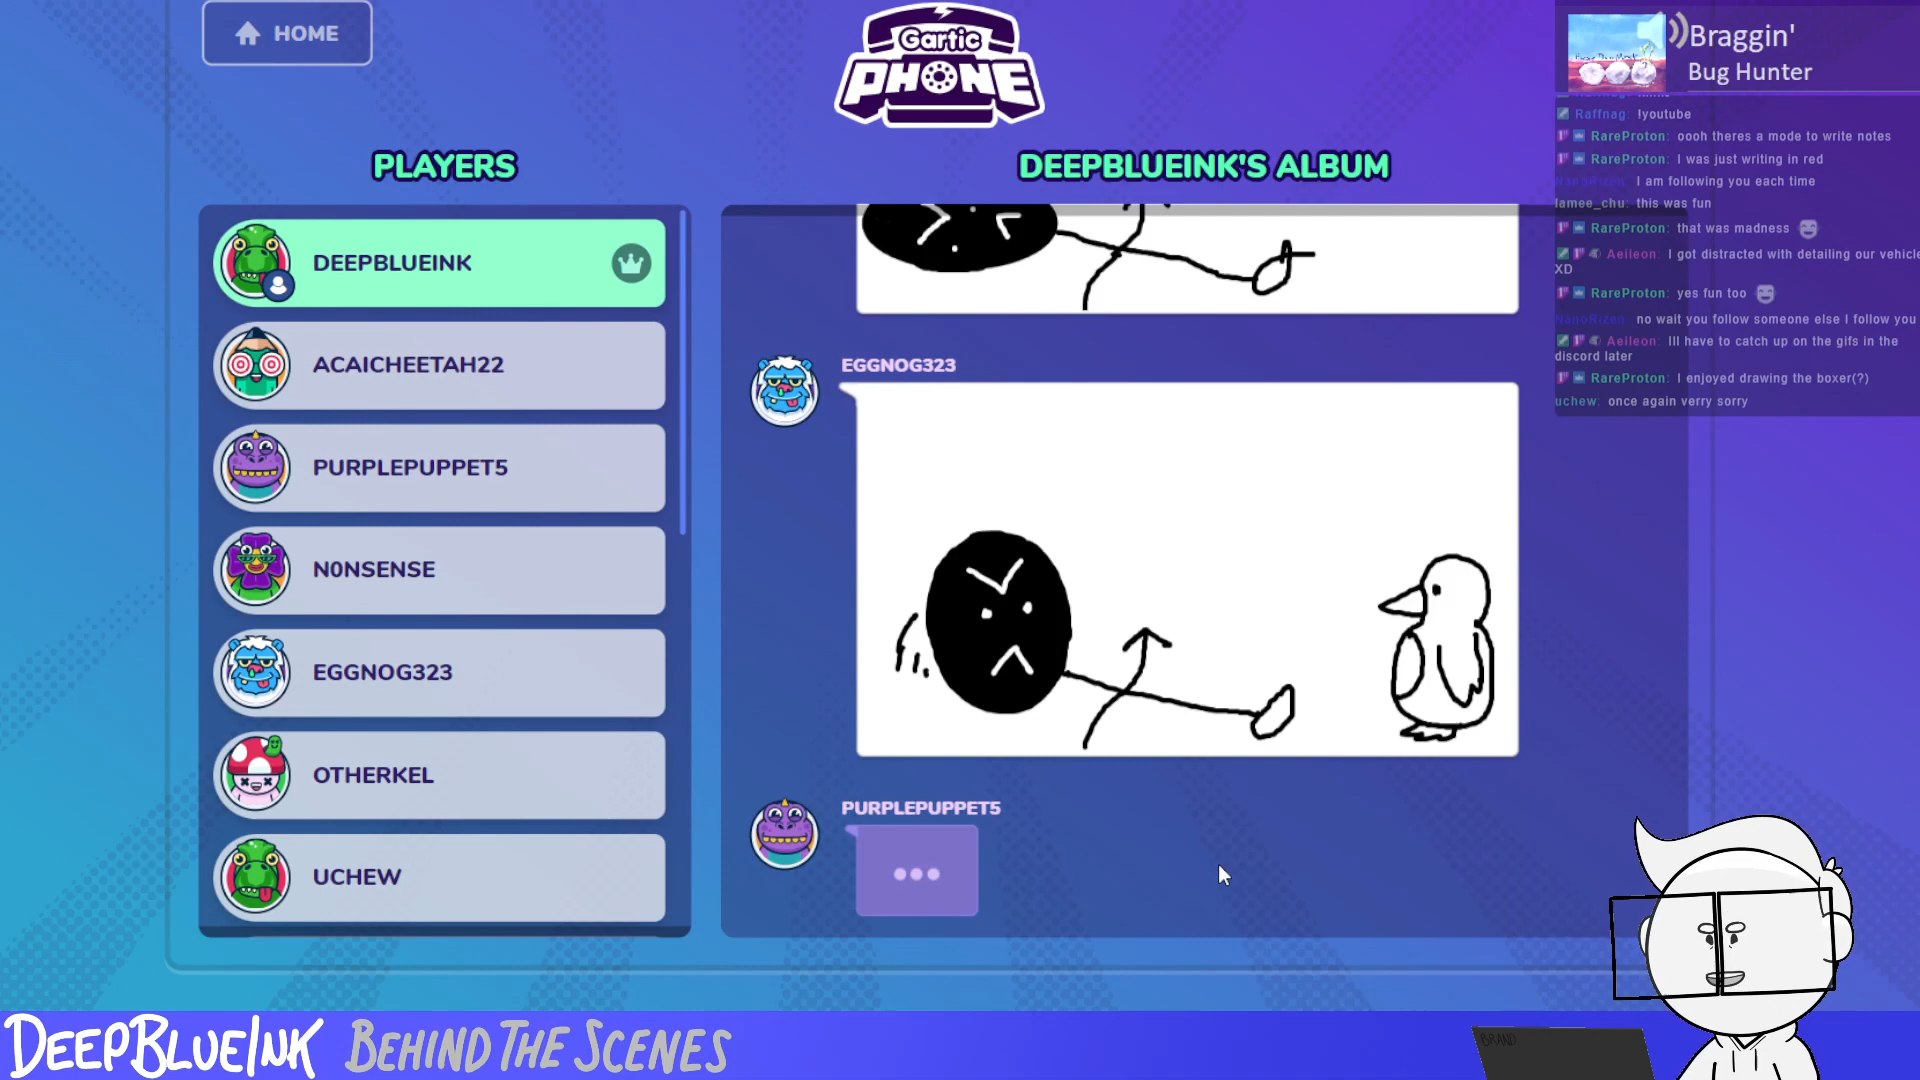 HOME
Gartic
PHONE
Braggin'
Bug Hunter
Raffnag: !youtube
RareProton: oooh theres a mode to write notes
RareProton: I was just writing in red
NanoRizen: I am following you each time
lamee_chu: this was fun
RareProton: that was madness
Aeileon: I got distracted with detailing our vehicle
XD
RareProton: yes fun too
NanoRizen: no wait you follow someone else I follow you
Aeileon: Ill have to catch up on the gifs in the
discord later
RareProton: I enjoyed drawing the boxer(?)
uchew: once again verry sorry
PLAYERS
DEEPBLUEINK'S ALBUM
DEEPBLUEINK
ACAICHEETAH22
PURPLEPUPPET5
N0NSENSE
EGGNOG323
OTHERKEL
UCHEW
EGGNOG323
PURPLEPUPPET5
...
BRAND
DEEPBLUEINK BEHIND THE SCENES